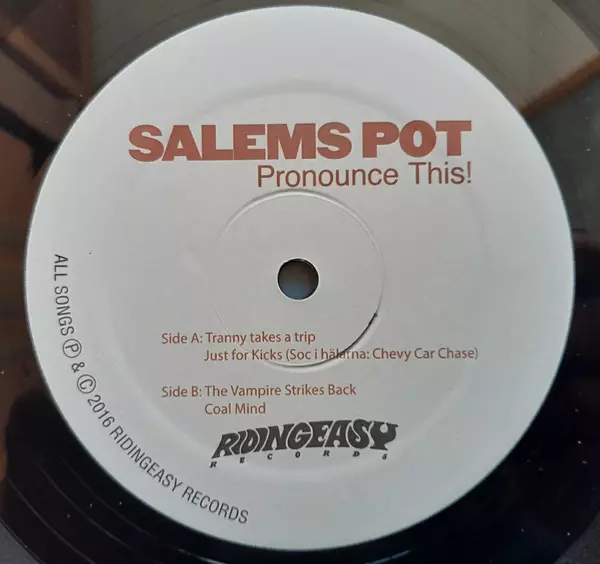 SALEMS POT
Pronounce This!
Side A: Tranny takes a trip
Just for Kicks (Soc i hälarna: Chevy Car Chase)
Side B: The Vampire Strikes Back
Coal Mind
RIDINGEASY
RECORDS
ALL SONGS Ⓟ & © 2016 RIDINGEASY RECORDS